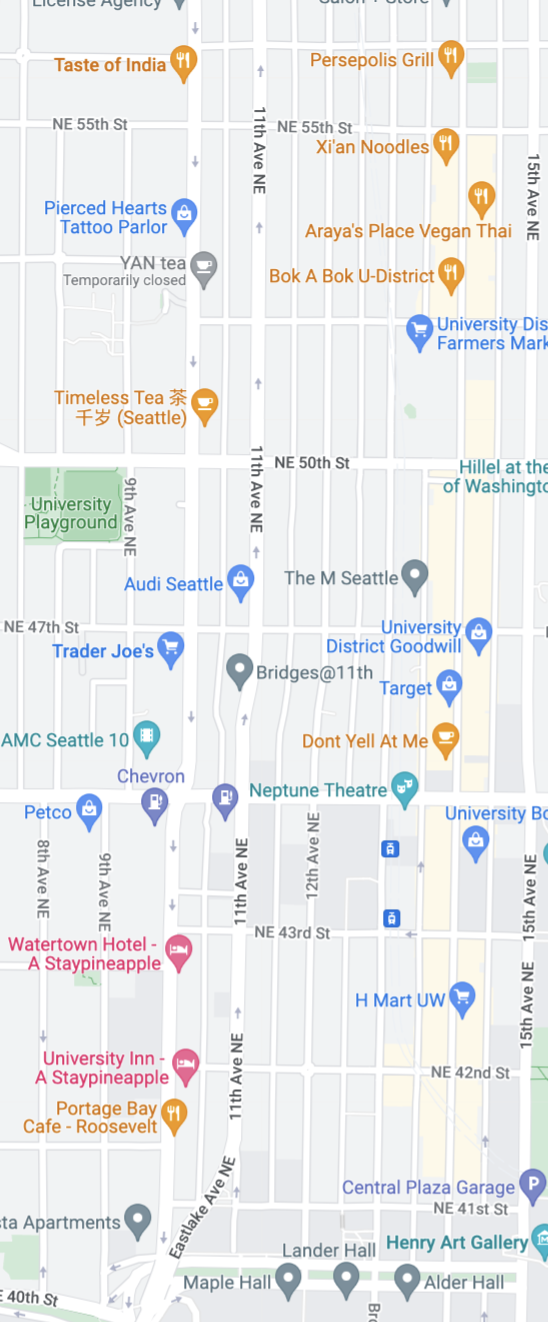 License Agency
Salon + Store
Taste of India
Persepolis Grill
NE 55th St
11th Ave NE
NE 55th St
Xi'an Noodles
15th Ave NE
Pierced Hearts
Tattoo Parlor
Araya's Place Vegan Thai
YAN tea
Temporarily closed
Bok A Bok U-District
University Dis
Farmers Mark
Timeless Tea 茶
千岁 (Seattle)
11th Ave NE
NE 50th St
Hillel at the
of Washingto
University
Playground
9th Ave NE
Audi Seattle
The M Seattle
NE 47th St
University
District Goodwill
Trader Joe's
Bridges@11th
Target
AMC Seattle 10
Dont Yell At Me
Chevron
Neptune Theatre
Petco
University Bo
8th Ave NE
9th Ave NE
11th Ave NE
12th Ave NE
15th Ave NE
NE 43rd St
Watertown Hotel -
A Staypineapple
H Mart UW
15th Ave NE
University Inn -
A Staypineapple
11th Ave NE
NE 42nd St
Portage Bay
Cafe - Roosevelt
Central Plaza Garage
P
Eastlake Ave NE
NE 41st St
sta Apartments
Henry Art Gallery
Lander Hall
Maple Hall
Alder Hall
E 40th St
Bro